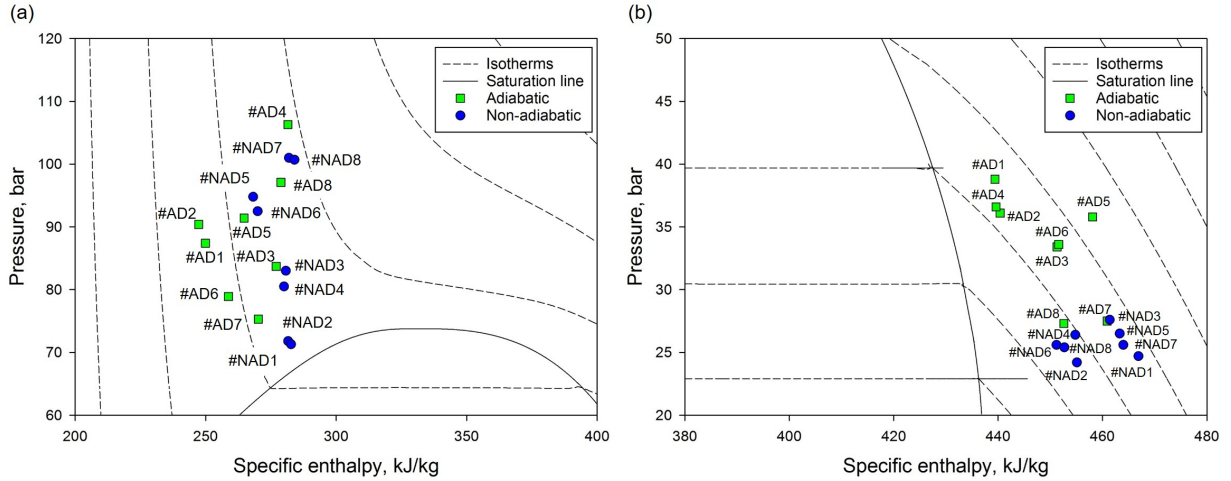 (a)
120
110
100
90
80
70
60
200
250
300
350
400
Pressure, bar
Specific enthalpy, kJ/kg
Isotherms
Saturation line
Adiabatic
Non-adiabatic
#AD4
#NAD7
#NAD8
#NAD5
#AD8
#AD2
#NAD6
#AD5
#AD1
#AD3
#NAD3
#AD6
#NAD4
#AD7
#NAD2
#NAD1
(b)
50
45
40
35
30
25
20
380
400
420
440
460
480
Pressure, bar
Specific enthalpy, kJ/kg
Isotherms
Saturation line
Adiabatic
Non-adiabatic
#AD1
#AD4
#AD2
#AD5
#AD6
#AD3
#AD8
#AD7
#NAD3
#NAD4
#NAD5
#NAD6
#NAD8
#NAD7
#NAD2
#NAD1